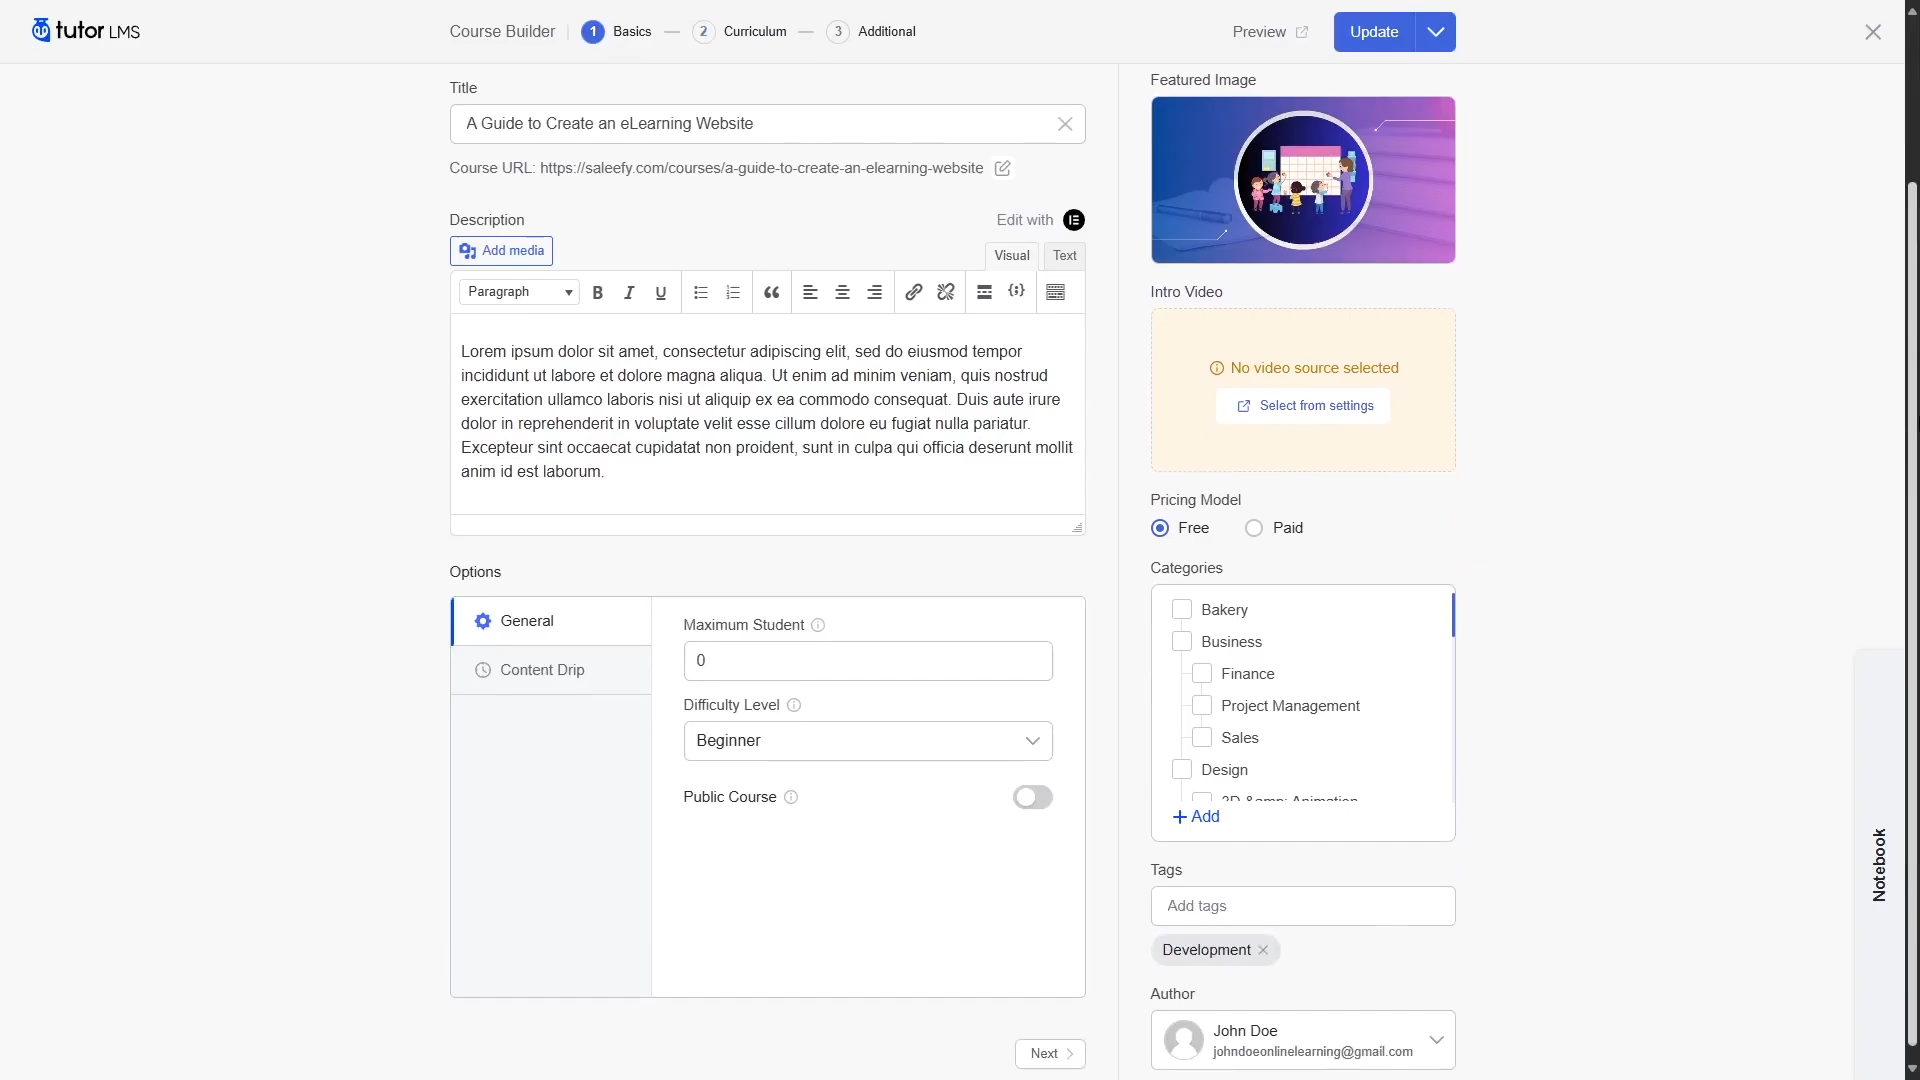 tutor LMS
Course Builder
1 Basics
2 Curriculum
3 Additional
Preview
Update
Title
A Guide to Create an eLearning Website
Course URL: https://saleefy.com/courses/a-guide-to-create-an-elearning-website
Description
Edit with
Add media
Visual
Text
Paragraph
B I U
Lorem ipsum dolor sit amet, consectetur adipiscing elit, sed do eiusmod tempor
incididunt ut labore et dolore magna aliqua. Ut enim ad minim veniam, quis nostrud
exercitation ullamco laboris nisi ut aliquip ex ea commodo consequat. Duis aute irure
dolor in reprehenderit in voluptate velit esse cillum dolore eu fugiat nulla pariatur.
Excepteur sint occaecat cupidatat non proident, sunt in culpa qui officia deserunt mollit
anim id est laborum.
Options
General
Content Drip
Maximum Student
0
Difficulty Level
Beginner
Public Course
Next
Featured Image
Intro Video
No video source selected
Select from settings
Pricing Model
Free
Paid
Categories
Bakery
Business
Finance
Project Management
Sales
Design
2D &amp; Animation
+ Add
Tags
Add tags
Development
Author
John Doe
johndoeonlinelearning@gmail.com
Notebook